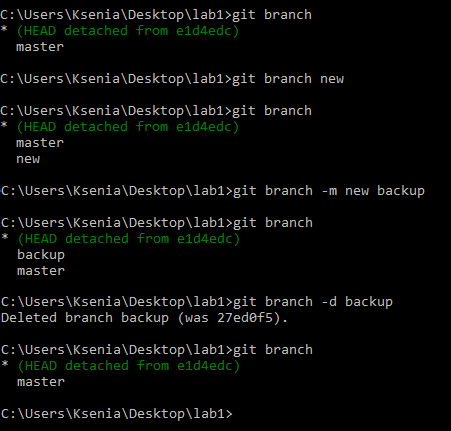 C:\Users\Ksenia\Desktop\lab1>git branch
* (HEAD detached from e1d4edc)
  master
C:\Users\Ksenia\Desktop\lab1>git branch new
C:\Users\Ksenia\Desktop\lab1>git branch
* (HEAD detached from e1d4edc)
  master
  new
C:\Users\Ksenia\Desktop\lab1>git branch -m new backup
C:\Users\Ksenia\Desktop\lab1>git branch
* (HEAD detached from e1d4edc)
  backup
  master
C:\Users\Ksenia\Desktop\lab1>git branch -d backup
Deleted branch backup (was 27ed0f5).
C:\Users\Ksenia\Desktop\lab1>git branch
* (HEAD detached from e1d4edc)
  master
C:\Users\Ksenia\Desktop\lab1>